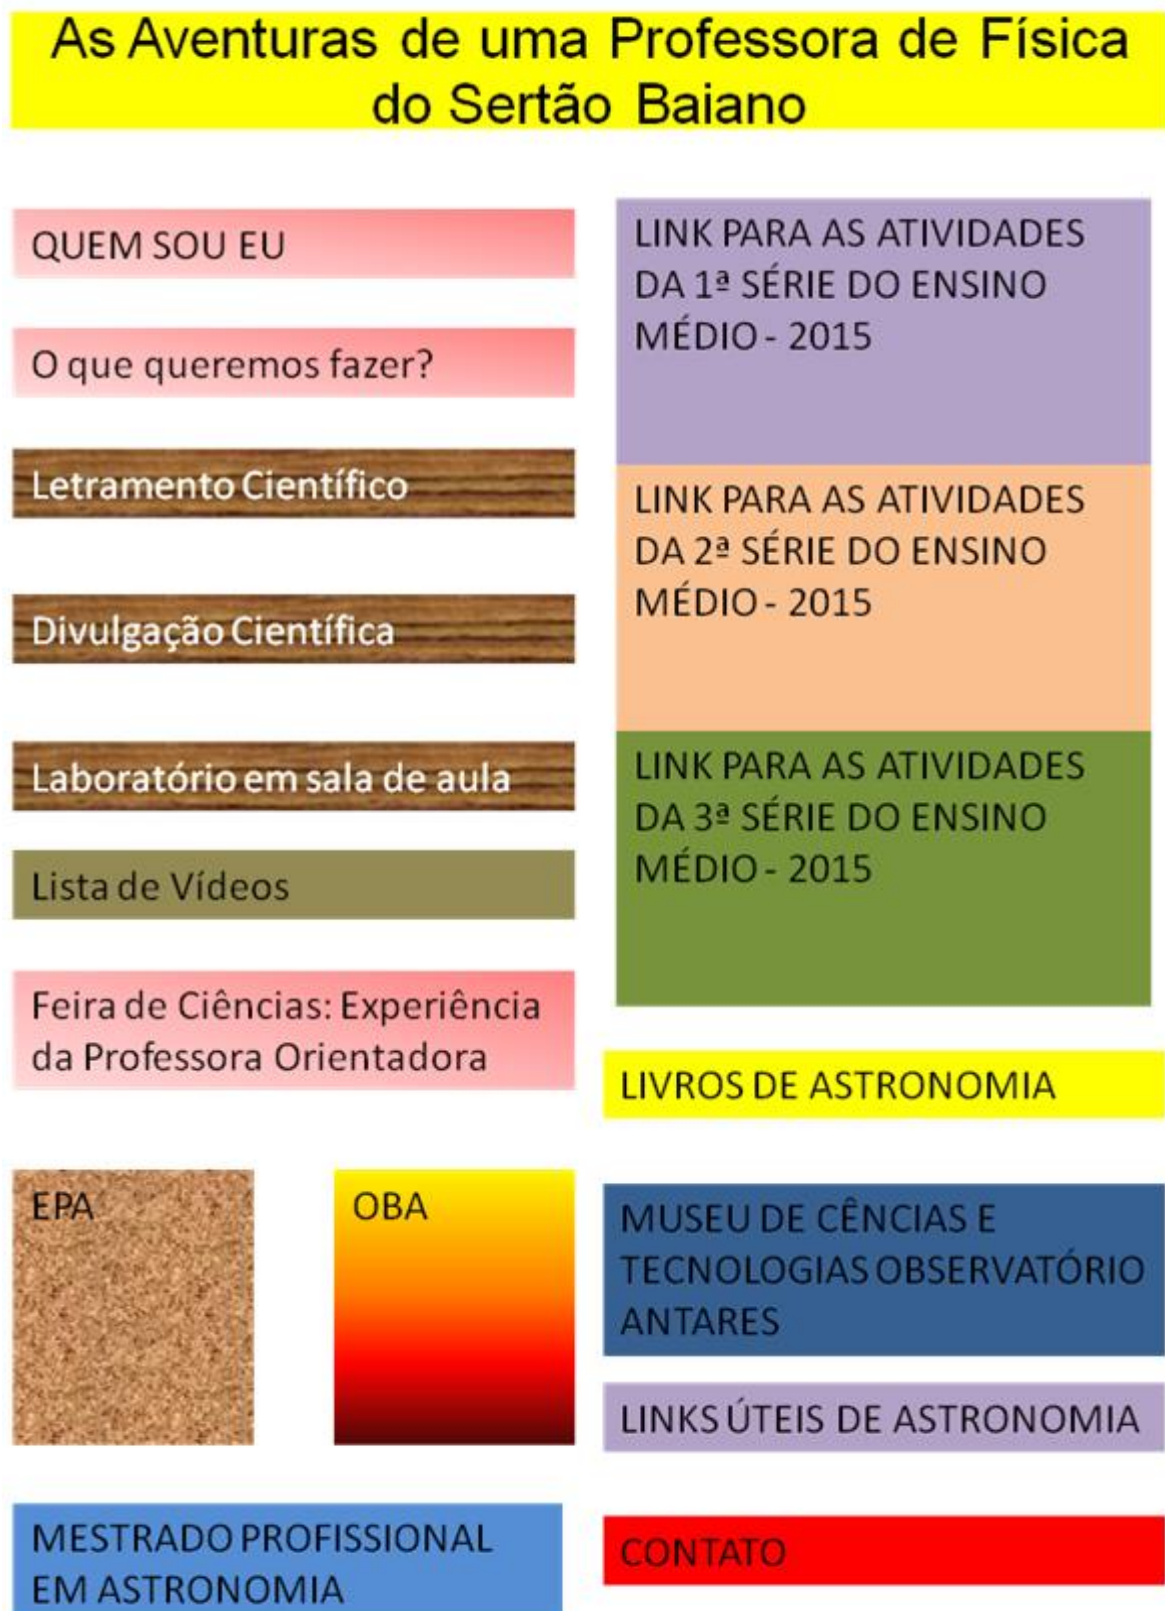 As Aventuras de uma Professora de Física
do Sertão Baiano
QUEM SOU EU
O que queremos fazer?
Letramento Científico
Divulgação Científica
Laboratório em sala de aula
Lista de Vídeos
Feira de Ciências: Experiência
da Professora Orientadora
EPA
OBA
MESTRADO PROFISSIONAL
EM ASTRONOMIA
LINK PARA AS ATIVIDADES
DA 1ª SÉRIE DO ENSINO
MÉDIO - 2015
LINK PARA AS ATIVIDADES
DA 2ª SÉRIE DO ENSINO
MÉDIO - 2015
LINK PARA AS ATIVIDADES
DA 3ª SÉRIE DO ENSINO
MÉDIO - 2015
LIVROS DE ASTRONOMIA
MUSEU DE CÊNCIAS E
TECNOLOGIAS OBSERVATÓRIO
ANTARES
LINKS ÚTEIS DE ASTRONOMIA
CONTATO